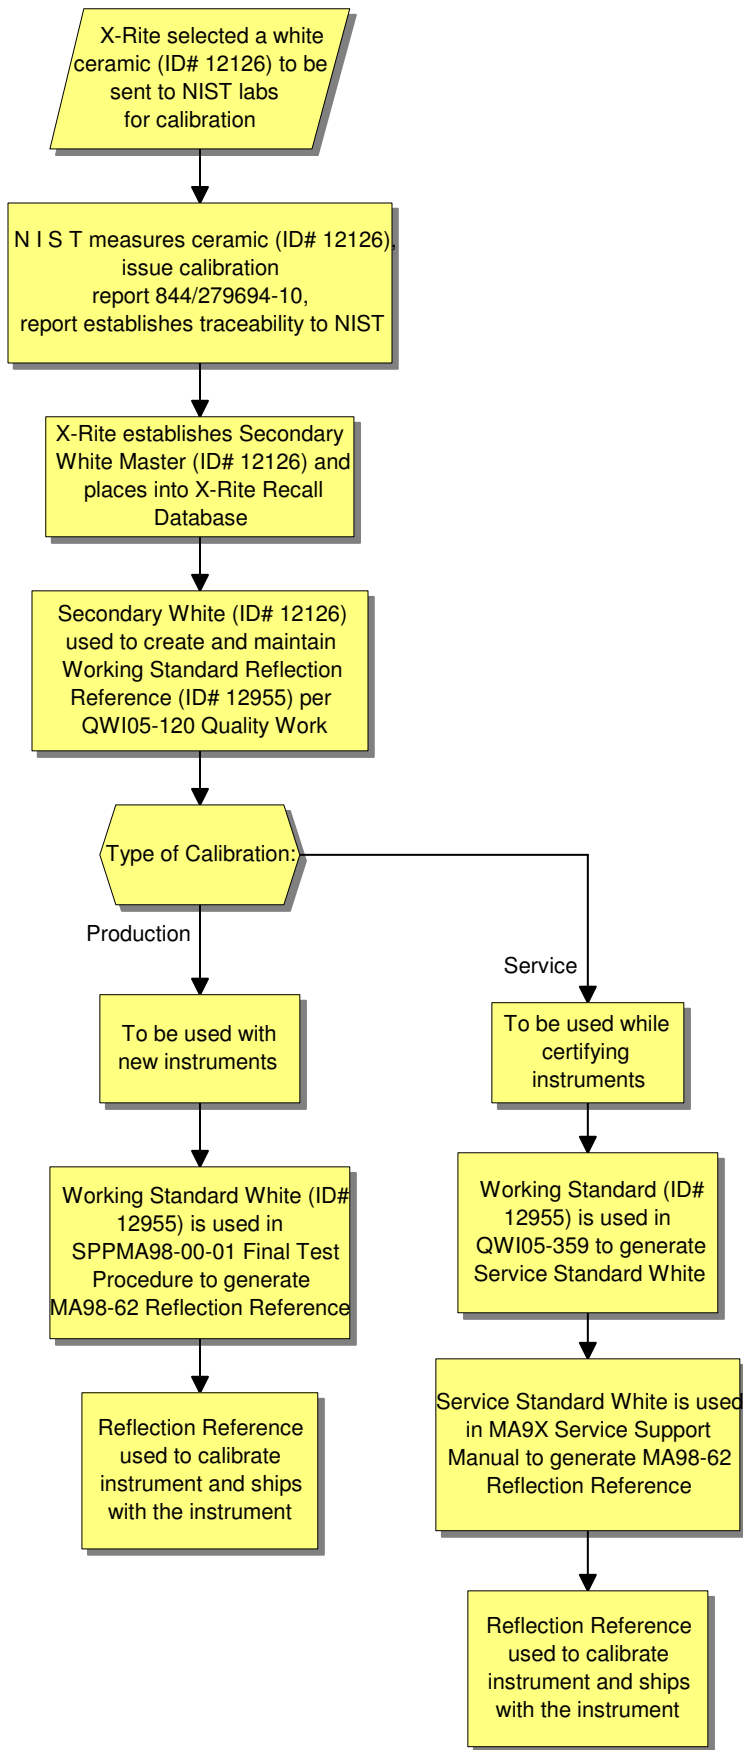 X-Rite selected a white
ceramic (ID# 12126) to be
sent to NIST labs
for calibration
N I S T measures ceramic (ID# 12126),
issue calibration
report 844/279694-10,
report establishes traceability to NIST
X-Rite establishes Secondary
White Master (ID# 12126) and
places into X-Rite Recall
Database
Secondary White (ID# 12126)
used to create and maintain
Working Standard Reflection
Reference (ID# 12955) per
QWI05-120 Quality Work
Type of Calibration:
Production
Service
To be used with
new instruments
To be used while
certifying
instruments
Working Standard White (ID#
12955) is used in
SPPMA98-00-01 Final Test
Procedure to generate
MA98-62 Reflection Reference
Working Standard (ID#
12955) is used in
QWI05-359 to generate
Service Standard White
Reflection Reference
used to calibrate
instrument and ships
with the instrument
Service Standard White is used
in MA9X Service Support
Manual to generate MA98-62
Reflection Reference
Reflection Reference
used to calibrate
instrument and ships
with the instrument